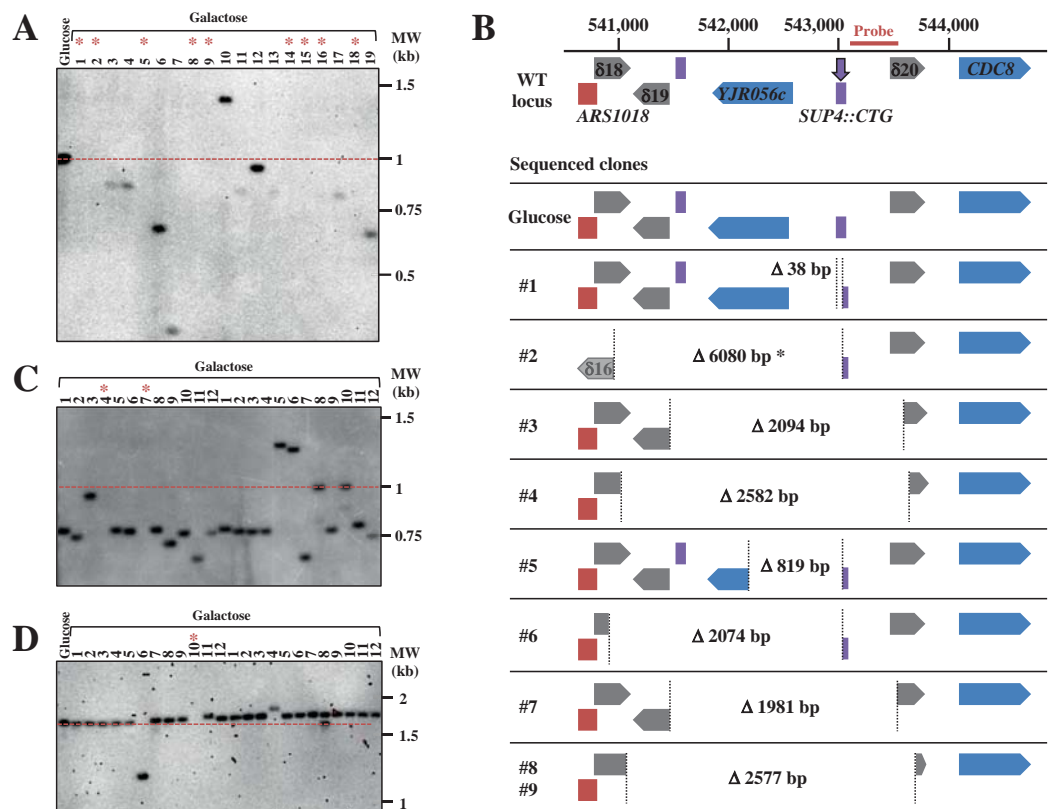 A
Galactose
Glucose
1 2 3 4 5 6 7 8 9 10 11 12 13 14 15 16 17 18 19
* * * * * * * * *
MW
(kb)
1.5
1
0.75
0.5
B
541,000 542,000 543,000 544,000
Probe
WT
locus
δ18
δ19
ARS1018
YJR056c
SUP4::CTG
δ20
CDC8
Sequenced clones
Glucose
#1
Δ 38 bp
#2
δ16
Δ 6080 bp *
#3
Δ 2094 bp
#4
Δ 2582 bp
#5
Δ 819 bp
#6
Δ 2074 bp
#7
Δ 1981 bp
#8
#9
Δ 2577 bp
C
Galactose
* *
1 2 3 4 5 6 7 8 9 10 11 12 1 2 3 4 5 6 7 8 9 10 11 12
MW
(kb)
1.5
1
0.75
D
Galactose
Glucose
*
1 2 3 4 5 6 7 8 9 10 11 12 1 2 3 4 5 6 7 8 9 10 11 12
MW
(kb)
2
1.5
1